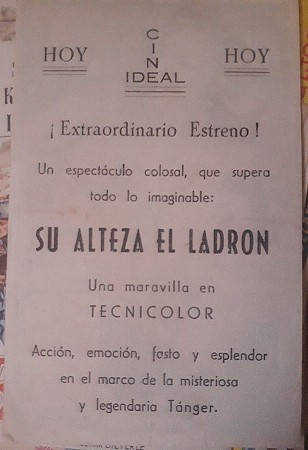 HOY CINE IDEAL HOY
¡Extraordinario Estreno!
Un espectáculo colosal, que supera
todo lo imaginable:
SU ALTEZA EL LADRON
Una maravilla en
TECNICOLOR
Acción, emoción, fasto y esplendor
en el marco de la misteriosa
y legendaria Tánger.